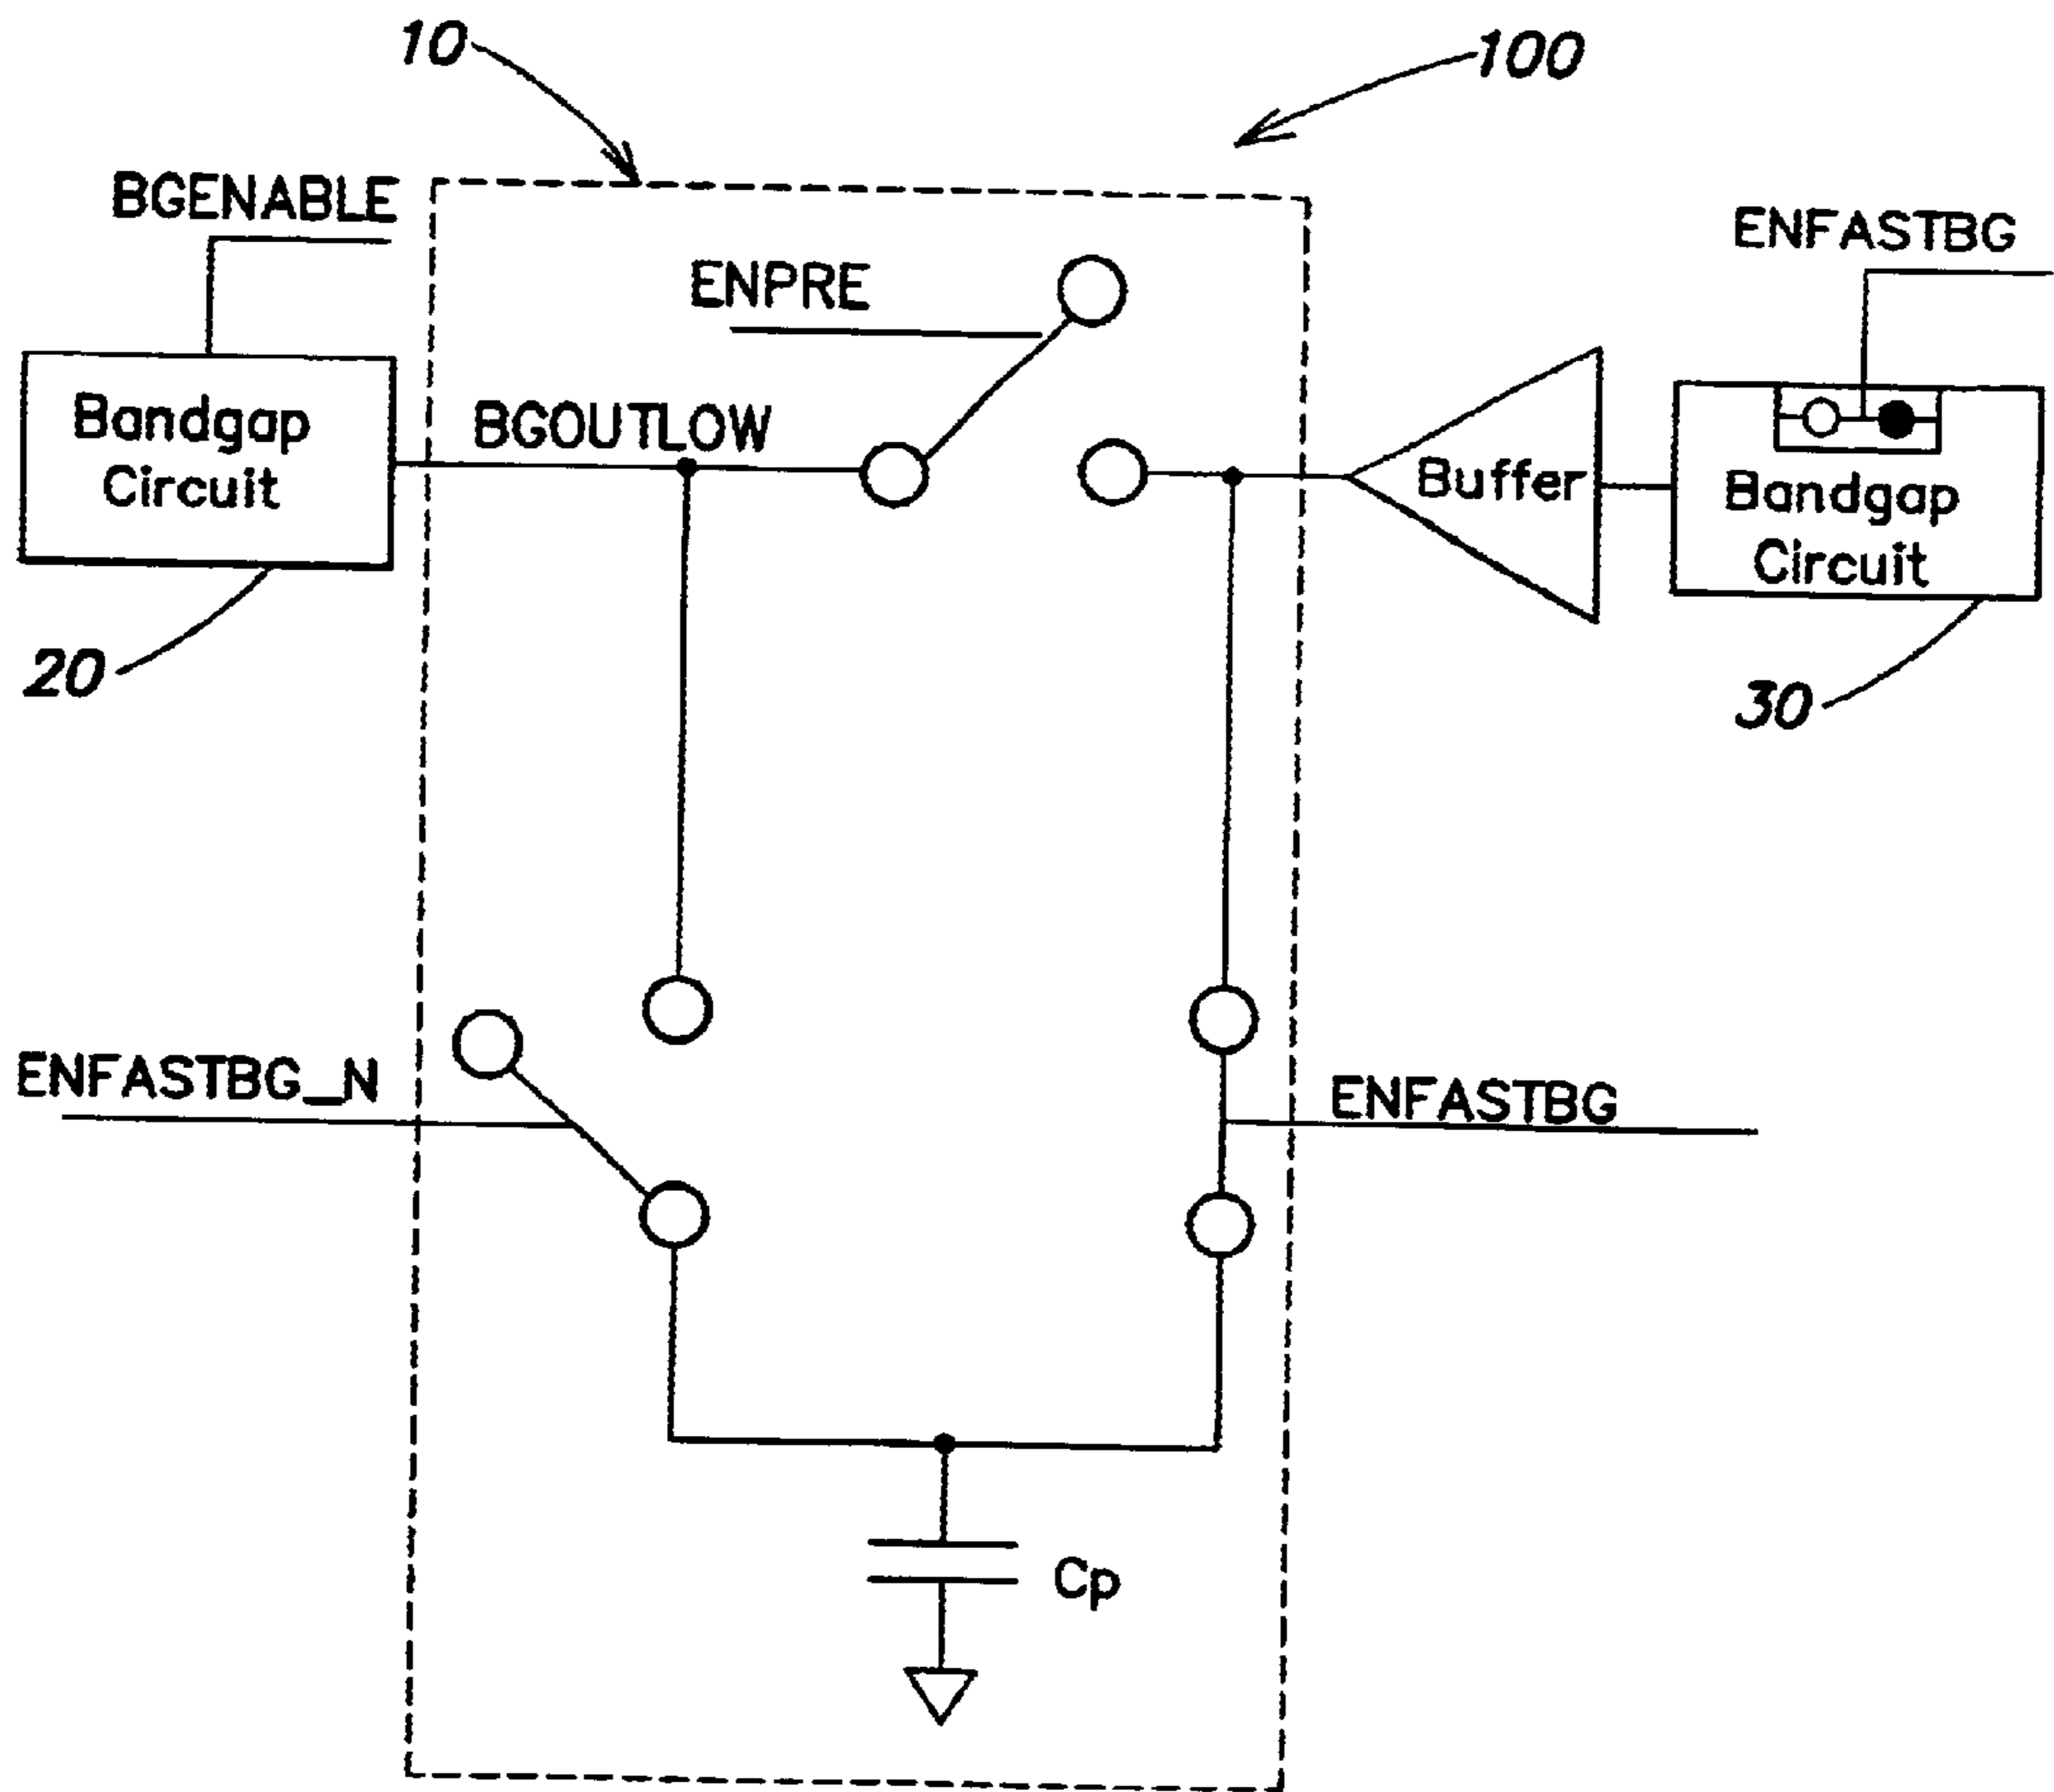 10
100
BGENABLE
ENFASTBG
ENPRE
Bandgap
Circuit
BGOUTLOW
Buffer
Bandgap
Circuit
20
30
ENFASTBG_N
ENFASTBG
Cp